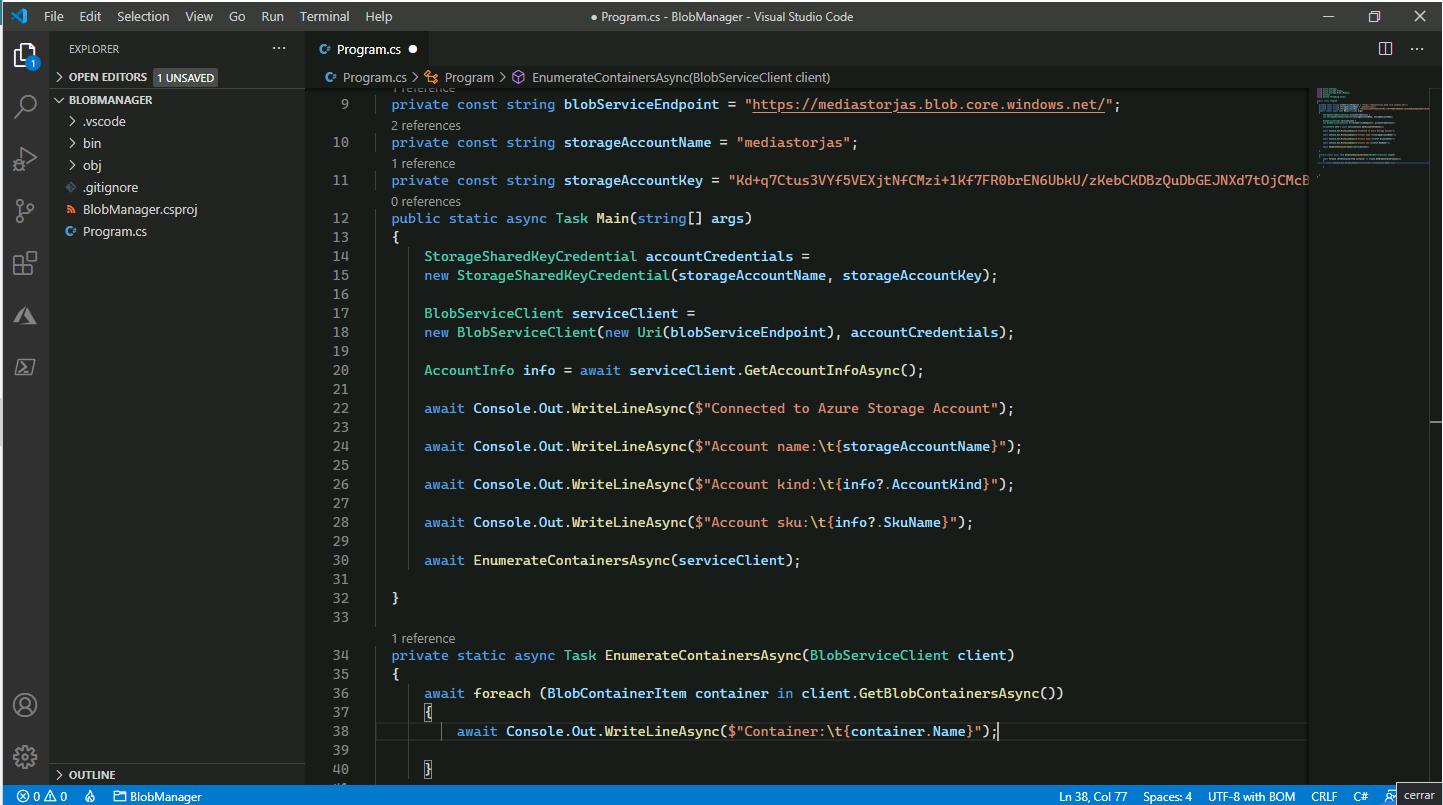 File Edit Selection View Go Run Terminal Help
● Program.cs - BlobManager - Visual Studio Code
EXPLORER
OPEN EDITORS 1 UNSAVED
BLOBMANAGER
.vscode
bin
obj
.gitignore
BlobManager.csproj
Program.cs
OUTLINE
1
C# Program.cs ●
C# Program.cs > Program > EnumerateContainersAsync(BlobServiceClient client)
1 reference
9 private const string blobServiceEndpoint = "https://mediastorjas.blob.core.windows.net/";
2 references
10 private const string storageAccountName = "mediastorjas";
1 reference
11 private const string storageAccountKey = "Kd+q7Ctus3VYf5VEXjtNfCMzi+1Kf7FR0brEN6UbkU/zKebCKDBzQuDbGEJNXd7tOjCMcB
0 references
12 public static async Task Main(string[] args)
13 {
14 StorageSharedKeyCredential accountCredentials =
15 new StorageSharedKeyCredential(storageAccountName, storageAccountKey);
16
17 BlobServiceClient serviceClient =
18 new BlobServiceClient(new Uri(blobServiceEndpoint), accountCredentials);
19
20 AccountInfo info = await serviceClient.GetAccountInfoAsync();
21
22 await Console.Out.WriteLineAsync($"Connected to Azure Storage Account");
23
24 await Console.Out.WriteLineAsync($"Account name:\t{storageAccountName}");
25
26 await Console.Out.WriteLineAsync($"Account kind:\t{info?.AccountKind}");
27
28 await Console.Out.WriteLineAsync($"Account sku:\t{info?.SkuName}");
29
30 await EnumerateContainersAsync(serviceClient);
31
32 }
33
1 reference
34 private static async Task EnumerateContainersAsync(BlobServiceClient client)
35 {
36 await foreach (BlobContainerItem container in client.GetBlobContainersAsync())
37 {
38 await Console.Out.WriteLineAsync($"Container:\t{container.Name}");
39
40 }
0 0 BlobManager
Ln 38, Col 77 Spaces: 4 UTF-8 with BOM CRLF C#
cerrar